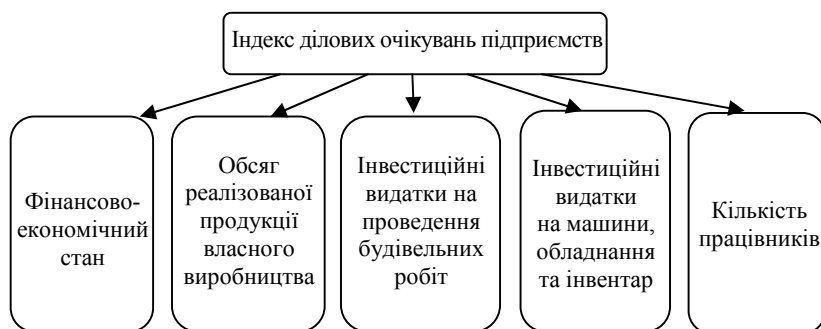 Індекс ділових очікувань підприємств
Фінансово-
економічний
стан
Обсяг
реалізованої
продукції
власного
виробництва
Інвестиційні
видатки на
проведення
будівельних
робіт
Інвестиційні
видатки
на машини,
обладнання
та інвентар
Кількість
працівників